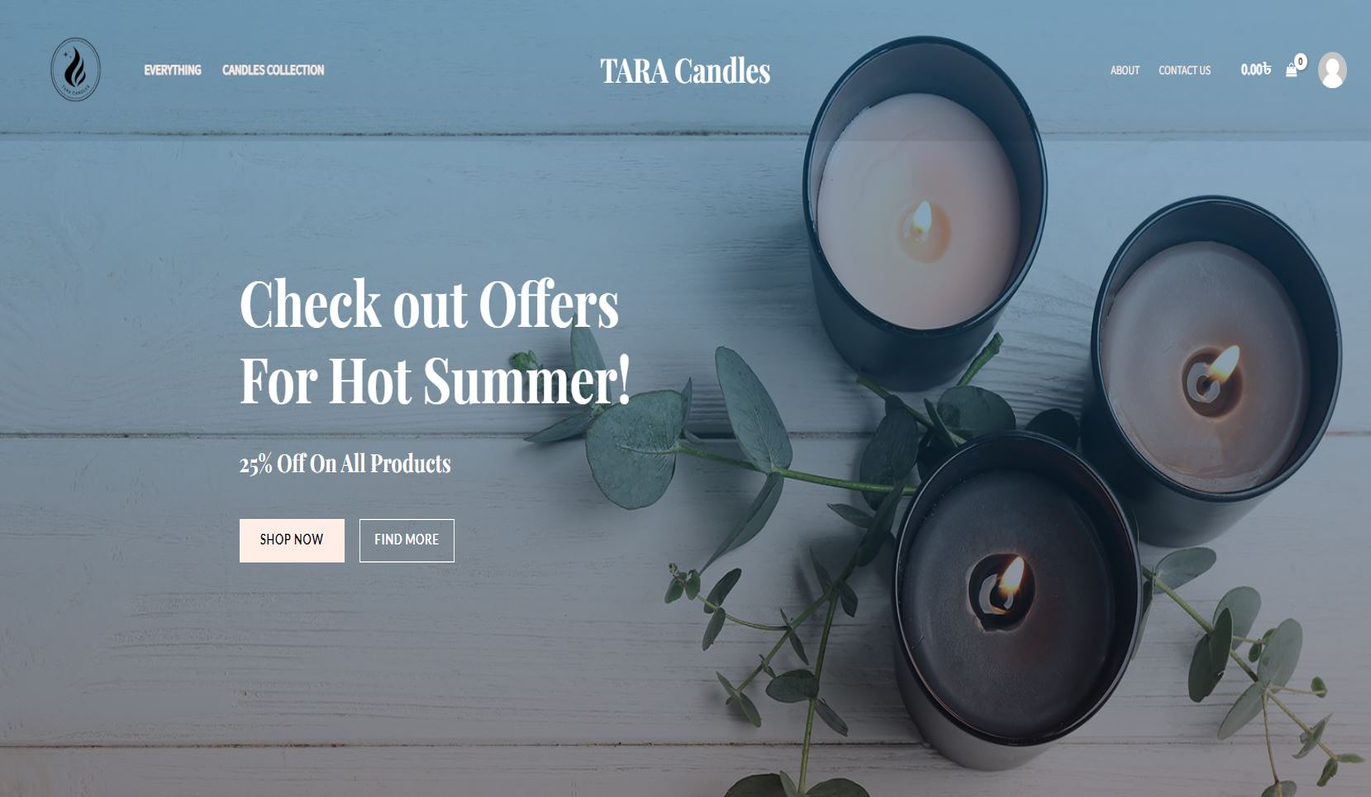 EVERYTHING
CANDLES COLLECTION
TARA Candles
ABOUT
CONTACT US
0.00৳
0
TARA CANDLES
Check out Offers
For Hot Summer!
25% Off On All Products
SHOP NOW
FIND MORE